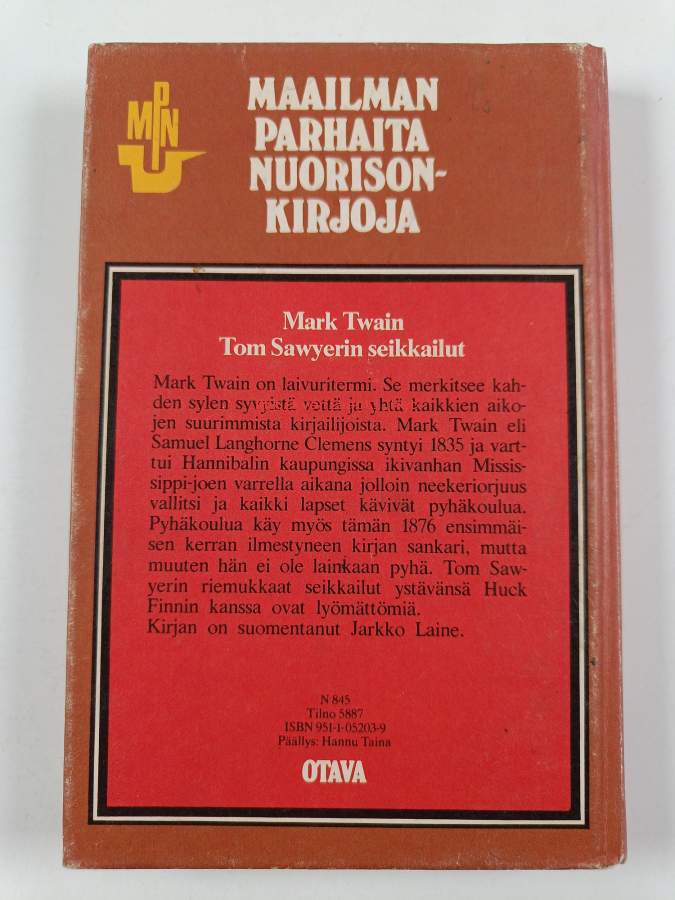 MPNU
MAAILMAN
PARHAITA
NUORISON-
KIRJOJA
Mark Twain
Tom Sawyerin seikkailut
Mark Twain on laivuritermi. Se merkitsee kah-
den sylen syvyistä vettä ja yhtä kaikkien aiko-
jen suurimmista kirjailijoista. Mark Twain eli
Samuel Langhorne Clemens syntyi 1835 ja vart-
tui Hannibalin kaupungissa ikivanhan Missis-
sippi-joen varrella aikana jolloin neekeriorjuus
vallitsi ja kaikki lapset kävivät pyhäkoulua.
Pyhäkoulua käy myös tämän 1876 ensimmäi-
sen kerran ilmestyneen kirjan sankari, mutta
muuten hän ei ole lainkaan pyhä. Tom Saw-
yerin riemukkaat seikkailut ystävänsä Huck
Finnin kanssa ovat lyömättömiä.
Kirjan on suomentanut Jarkko Laine.
N 845
Tilno 5887
ISBN 951-1-05203-9
Päällys: Hannu Taina
OTAVA